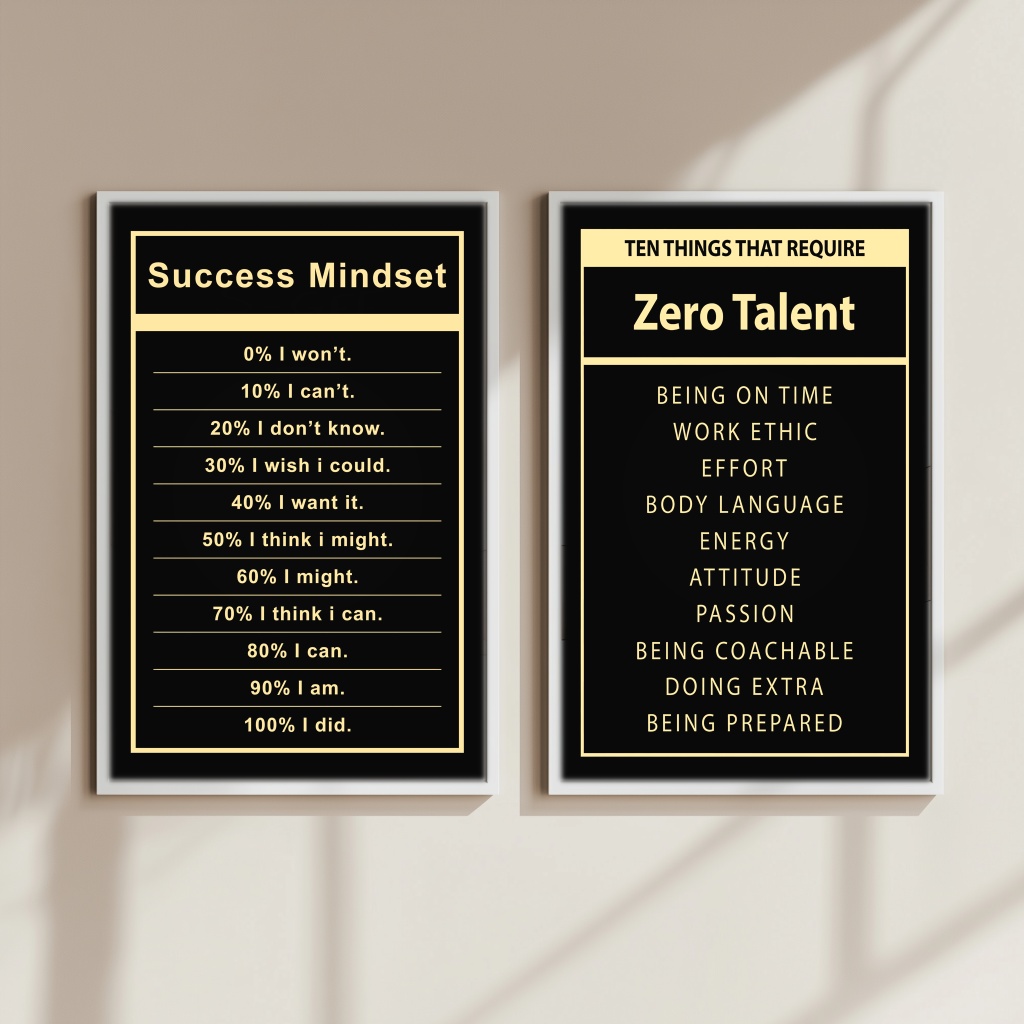 Success Mindset
0% I won’t.
10% I can’t.
20% I don’t know.
30% I wish i could.
40% I want it.
50% I think i might.
60% I might.
70% I think i can.
80% I can.
90% I am.
100% I did.
TEN THINGS THAT REQUIRE
Zero Talent
BEING ON TIME
WORK ETHIC
EFFORT
BODY LANGUAGE
ENERGY
ATTITUDE
PASSION
BEING COACHABLE
DOING EXTRA
BEING PREPARED